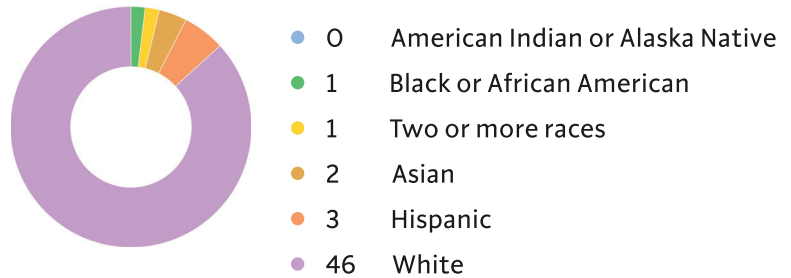 0 American Indian or Alaska Native
1 Black or African American
1 Two or more races
2 Asian
3 Hispanic
46 White